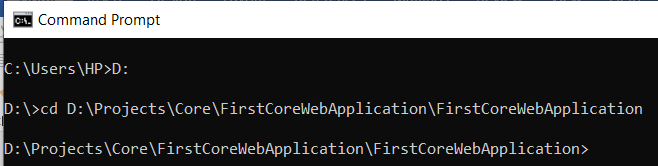 Command Prompt
C:\Users\HP>D:
D:\>cd D:\Projects\Core\FirstCoreWebApplication\FirstCoreWebApplication
D:\Projects\Core\FirstCoreWebApplication\FirstCoreWebApplication>